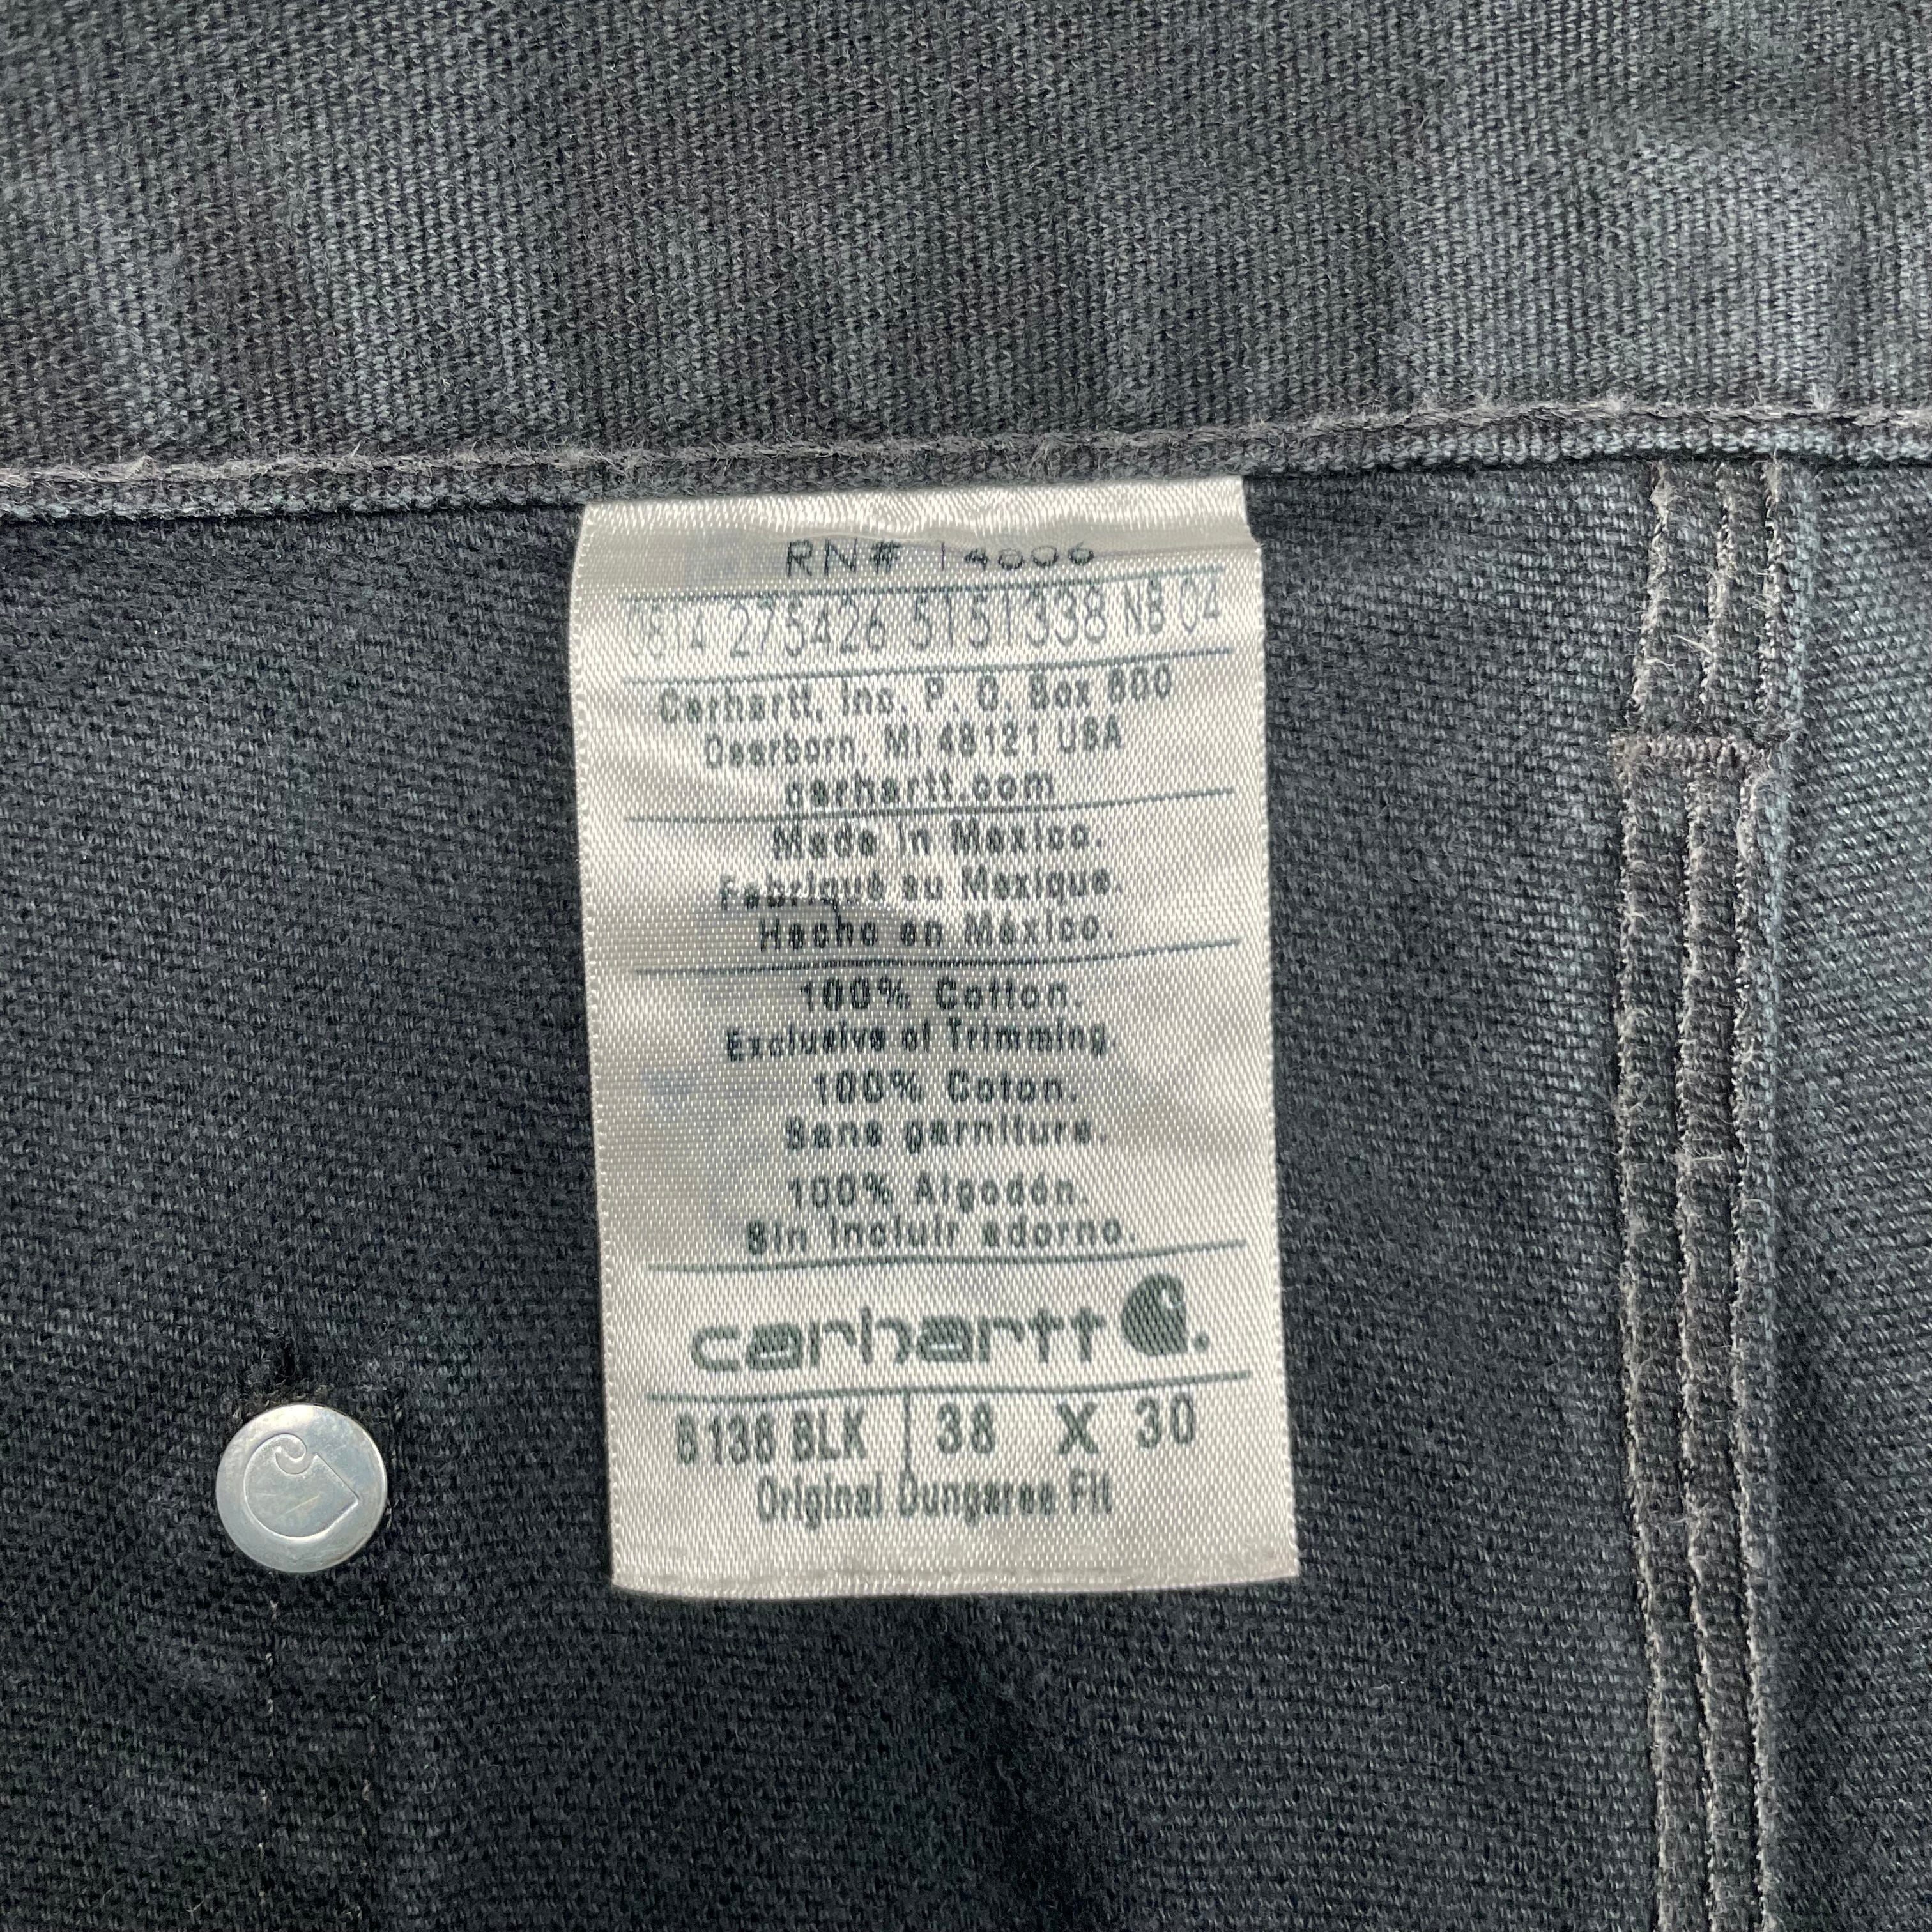 RN# 14806
0814 275426 5151338 NB 04
Carhartt, Inc. P. O. Box 600
Dearborn, MI 48121 USA
carhartt.com
Made in Mexico.
Fabriqué au Mexique.
Hecho en México.
100% Cotton.
Exclusive of Trimming.
100% Coton.
Sans garniture.
100% Algodón.
Sin incluir adorno.
carhartt
B136 BLK 38 X 30
Original Dungaree Fit